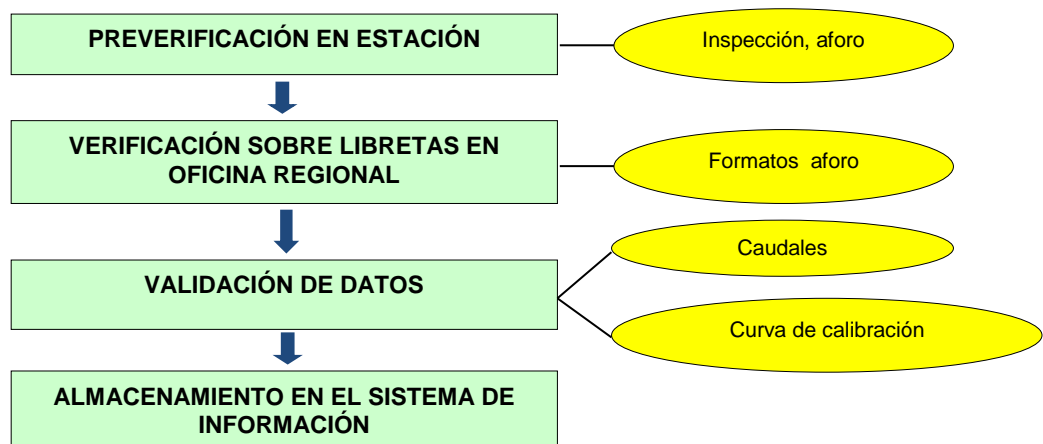 PREVERIFICACIÓN EN ESTACIÓN
Inspección, aforo
VERIFICACIÓN SOBRE LIBRETAS EN
OFICINA REGIONAL
Formatos aforo
VALIDACIÓN DE DATOS
Caudales
Curva de calibración
ALMACENAMIENTO EN EL SISTEMA DE
INFORMACIÓN